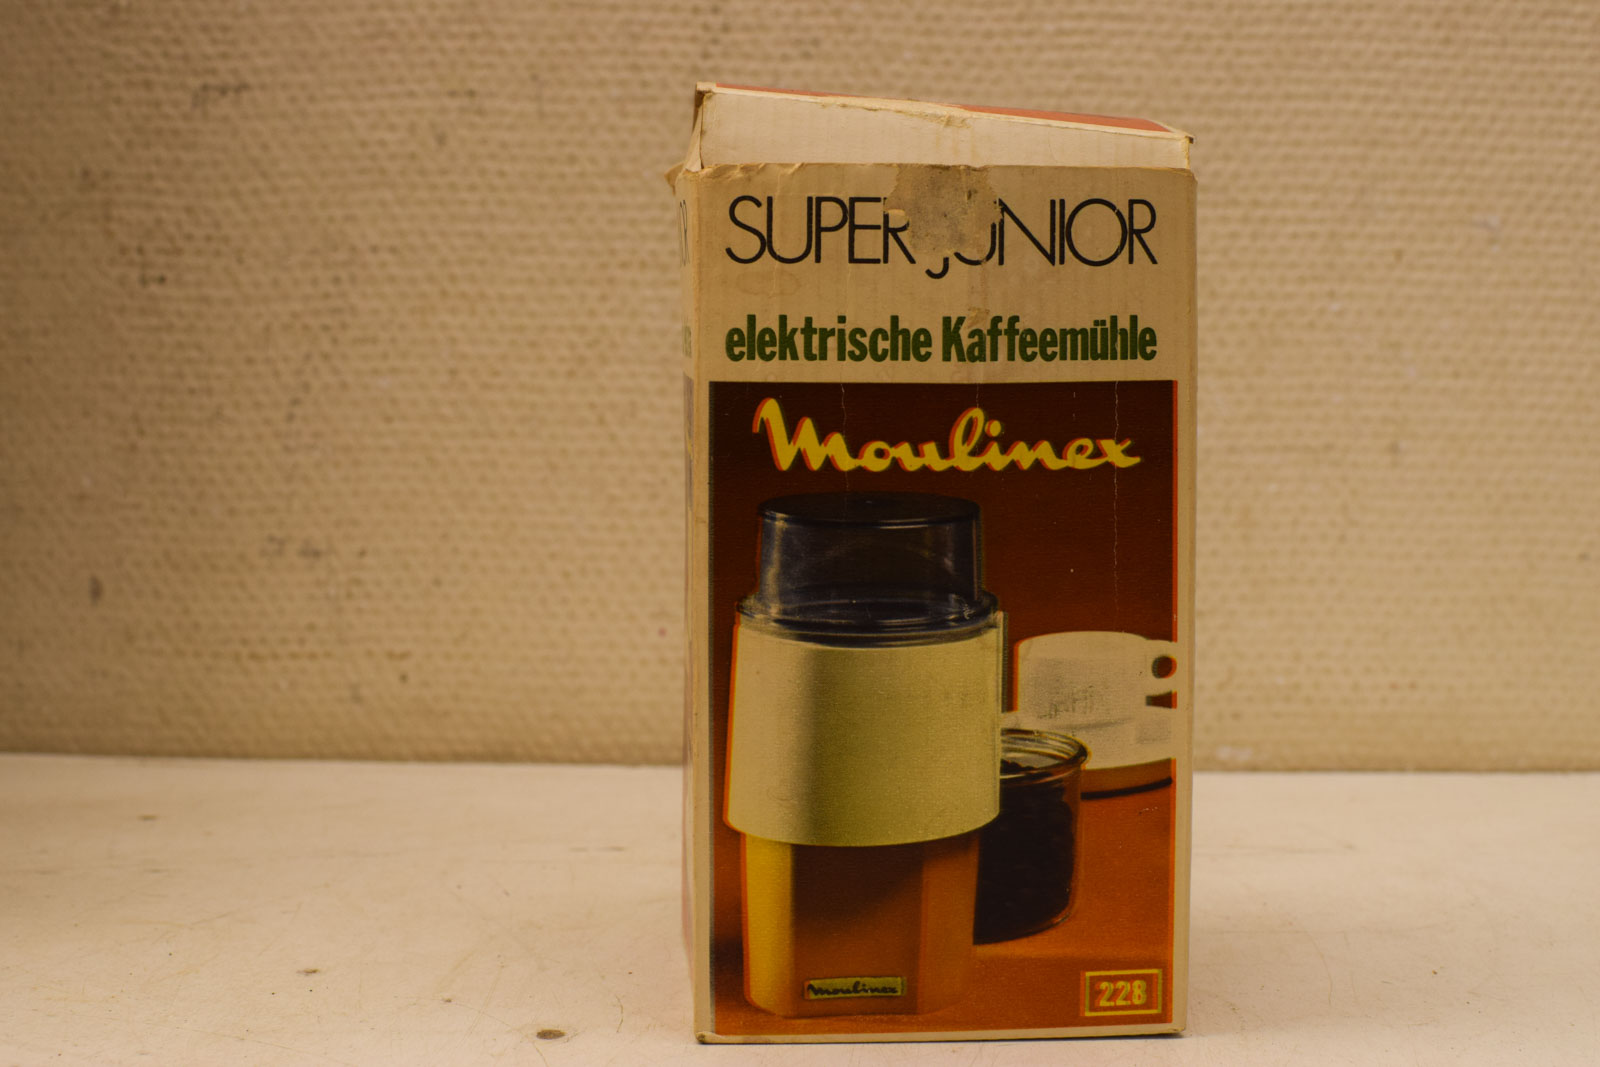 SUPER JUNIOR
elektrische Kaffeemühle
Moulinex
Moulinex
228